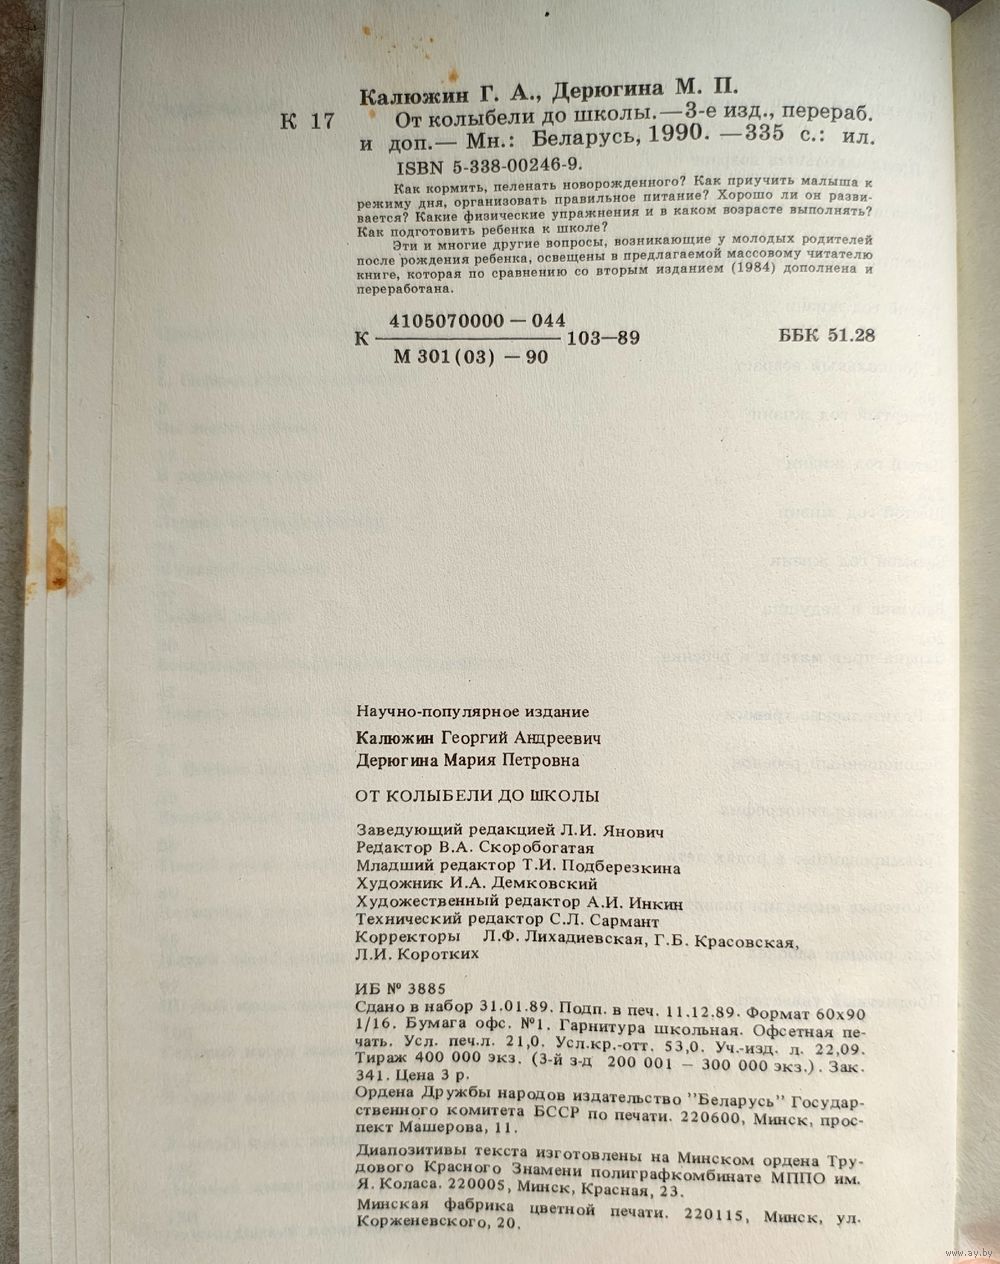 Калюжин Г. А., Дерюгина М. П.
К 17
От колыбели до школы.—3-е изд., перераб.
и доп.— Мн.: Беларусь, 1990. —335 с.: ил.
ISBN 5-338-00246-9.
Как кормить, пеленать новорожденного? Как приучить малыша к
режиму дня, организовать правильное питание? Хорошо ли он разви-
вается? Какие физические упражнения и в каком возрасте выполнять?
Как подготовить ребенка к школе?
Эти и многие другие вопросы, возникающие у молодых родителей
после рождения ребенка, освещены в предлагаемой массовому читателю
книге, которая по сравнению со вторым изданием (1984) дополнена и
переработана.
4105070000 — 044
К 103—89
М 301(03) — 90
ББК 51.28
Научно-популярное издание
Калюжин Георгий Андреевич
Дерюгина Мария Петровна
ОТ КОЛЫБЕЛИ ДО ШКОЛЫ
Заведующий редакцией Л.И. Янович
Редактор В.А. Скоробогатая
Младший редактор Т.И. Подберезкина
Художник И.А. Демковский
Художественный редактор А.И. Инкин
Технический редактор С.Л. Сармант
Корректоры Л.Ф. Лихадиевская, Г.Б. Красовская,
Л.И. Коротких
ИБ № 3885
Сдано в набор 31.01.89. Подп. в печ. 11.12.89. Формат 60х90
1/16. Бумага офс. №1. Гарнитура школьная. Офсетная пе-
чать. Усл. печ.л. 21,0. Усл.кр.-отт. 53,0. Уч.-изд. л. 22,09.
Тираж 400 000 экз. (3-й з-д 200 001 — 300 000 экз.). Зак.
341. Цена 3 р.
Ордена Дружбы народов издательство "Беларусь" Государ-
ственного комитета БССР по печати. 220600, Минск, прос-
пект Машерова, 11.
Диапозитивы текста изготовлены на Минском ордена Тру-
дового Красного Знамени полиграфкомбинате МППО им.
Я. Коласа. 220005, Минск, Красная, 23.
Минская фабрика цветной печати. 220115, Минск, ул.
Корженевского, 20.
www.ay.by